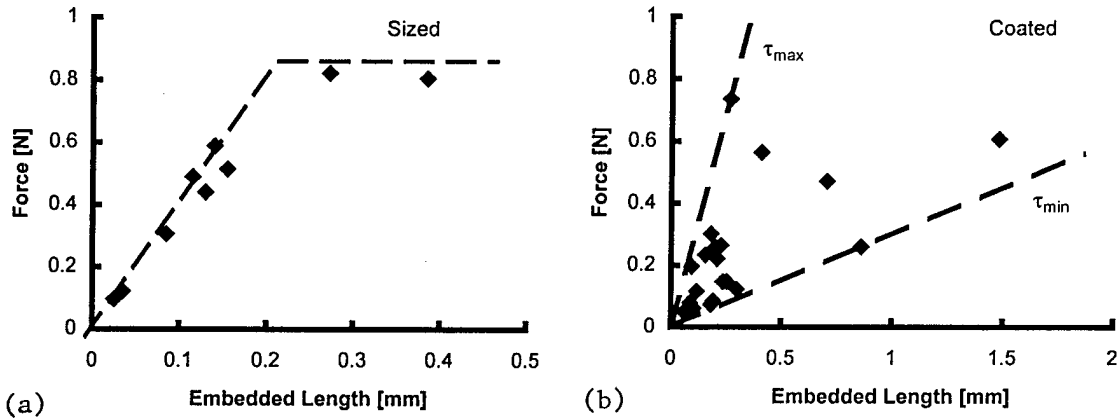 Sized
Force [N]
1
0.8
0.6
0.4
0.2
0
0
0.1
0.2
0.3
0.4
0.5
Embedded Length [mm]
(a)
Coated
τmax
τmin
Force [N]
1
0.8
0.6
0.4
0.2
0
0
0.5
1
1.5
2
Embedded Length [mm]
(b)